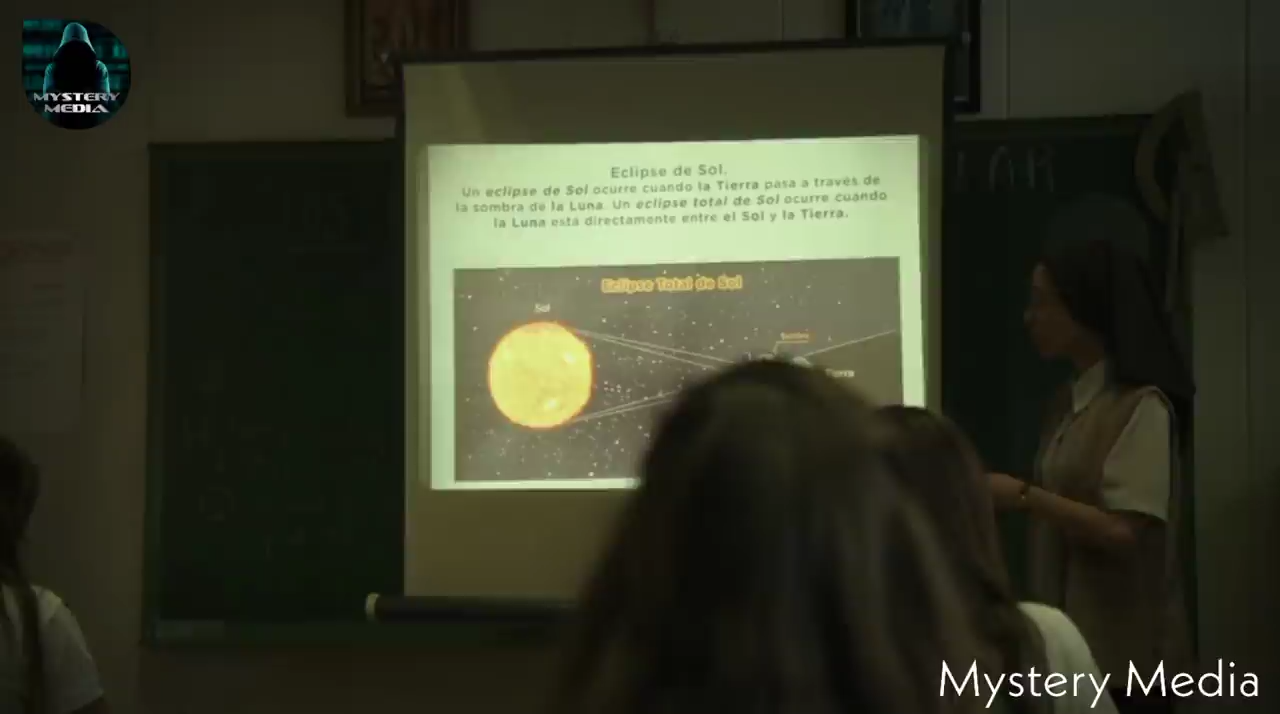 MYSTERY
MEDIA
Eclipse de Sol.
Un eclipse de Sol ocurre cuando la Tierra pasa a través de
la sombra de la Luna. Un eclipse total de Sol ocurre cuando
la Luna está directamente entre el Sol y la Tierra.
Eclipse Total de Sol
Sol
Sombra
Tierra
Mystery Media